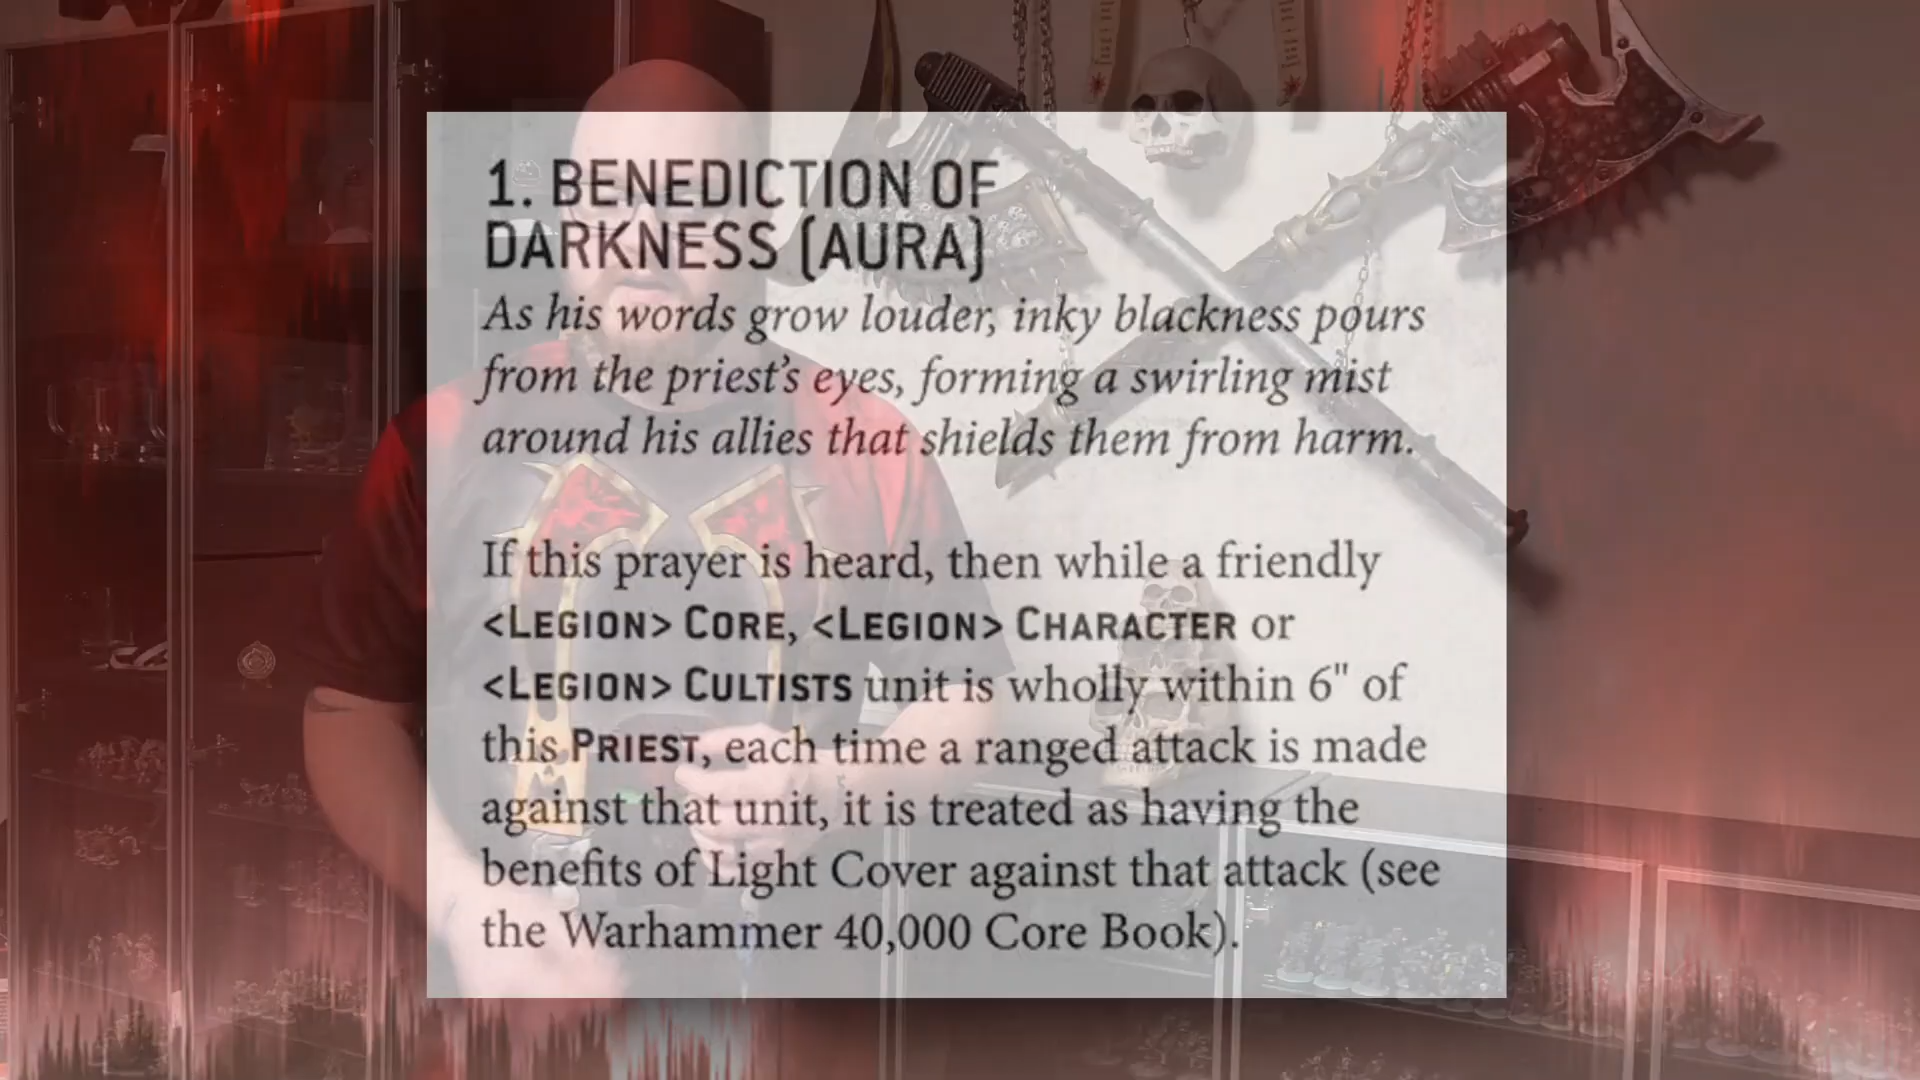 1. BENEDICTION OF
DARKNESS (AURA)
As his words grow louder, inky blackness pours
from the priest's eyes, forming a swirling mist
around his allies that shields them from harm.
If this prayer is heard, then while a friendly
<LEGION> CORE, <LEGION> CHARACTER or
<LEGION> CULTISTS unit is wholly within 6" of
this PRIEST, each time a ranged attack is made
against that unit, it is treated as having the
benefits of Light Cover against that attack (see
the Warhammer 40,000 Core Book).